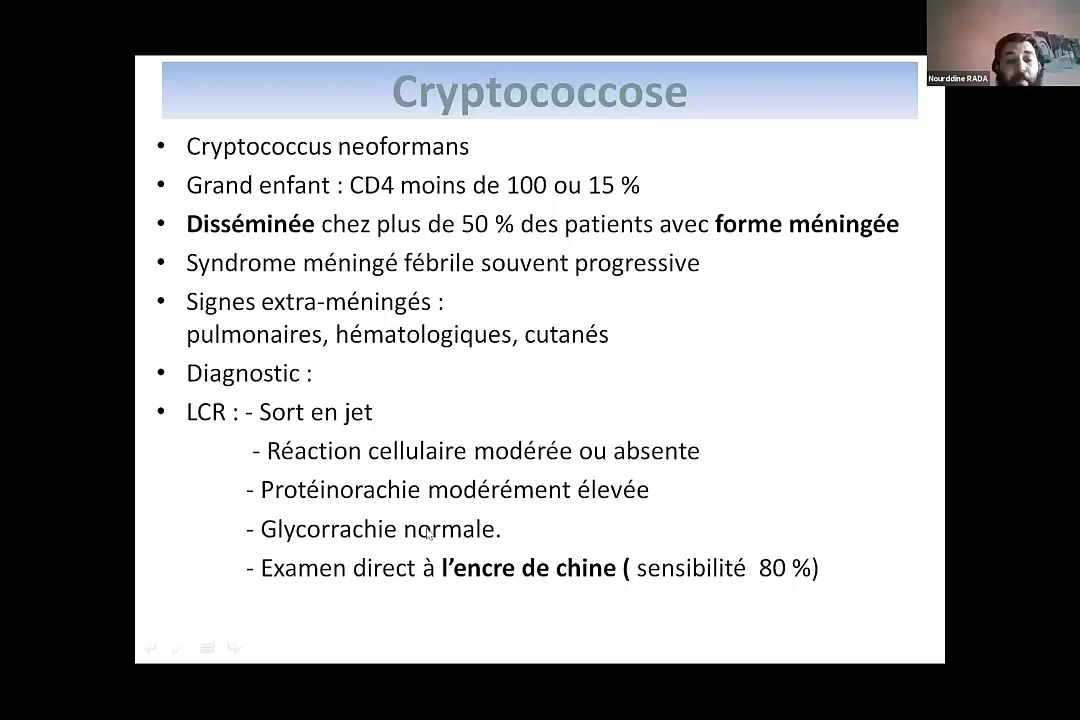 Cryptococcose
Nourddine RADA
• Cryptococcus neoformans
• Grand enfant : CD4 moins de 100 ou 15 %
• Disséminée chez plus de 50 % des patients avec forme méningée
• Syndrome méningé fébrile souvent progressive
• Signes extra-méningés :
pulmonaires, hématologiques, cutanés
• Diagnostic :
• LCR : - Sort en jet
- Réaction cellulaire modérée ou absente
- Protéinorachie modérément élevée
- Glycorrachie normale.
- Examen direct à l’encre de chine ( sensibilité 80 %)